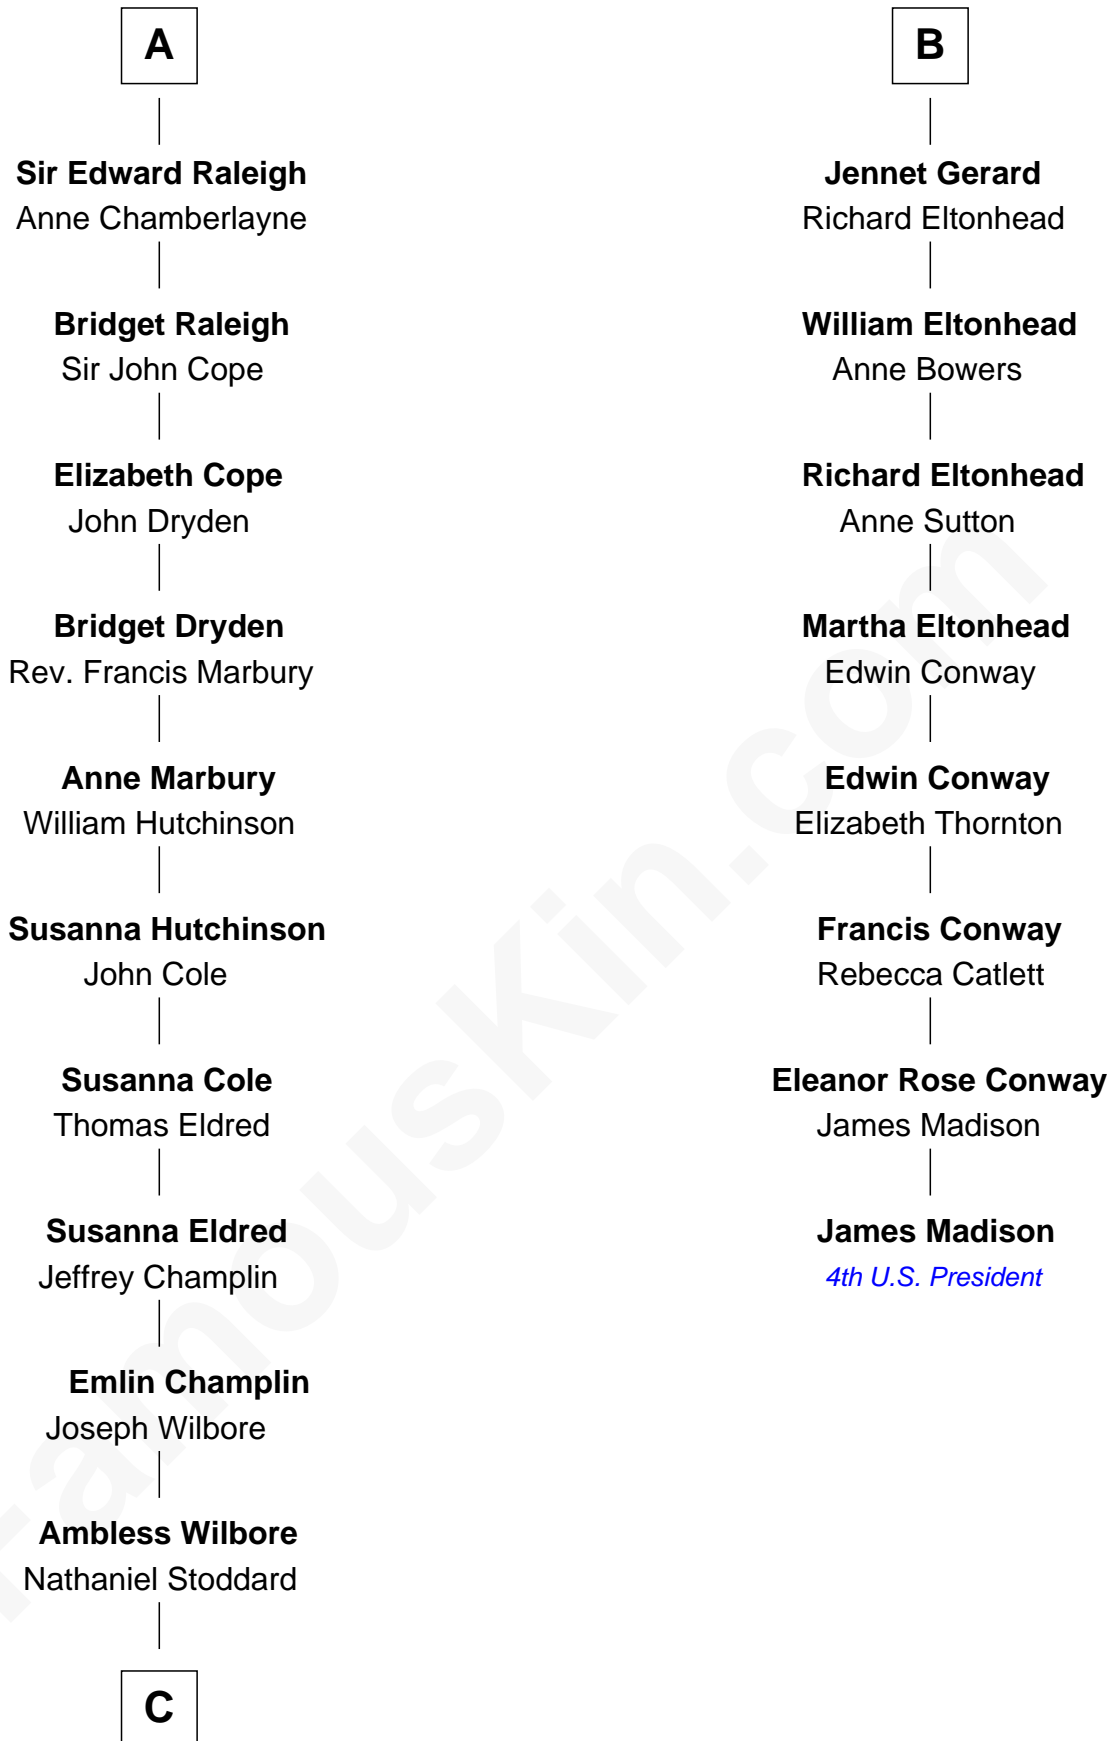 A
Sir Edward Raleigh
Anne Chamberlayne
Bridget Raleigh
Sir John Cope
Elizabeth Cope
John Dryden
Bridget Dryden
Rev. Francis Marbury
Anne Marbury
William Hutchinson
Susanna Hutchinson
John Cole
Susanna Cole
Thomas Eldred
Susanna Eldred
Jeffrey Champlin
Emlin Champlin
Joseph Wilbore
Ambless Wilbore
Nathaniel Stoddard
C
B
Jennet Gerard
Richard Eltonhead
William Eltonhead
Anne Bowers
Richard Eltonhead
Anne Sutton
Martha Eltonhead
Edwin Conway
Edwin Conway
Elizabeth Thornton
Francis Conway
Rebecca Catlett
Eleanor Rose Conway
James Madison
James Madison
4th U.S. President
FamousKin.com